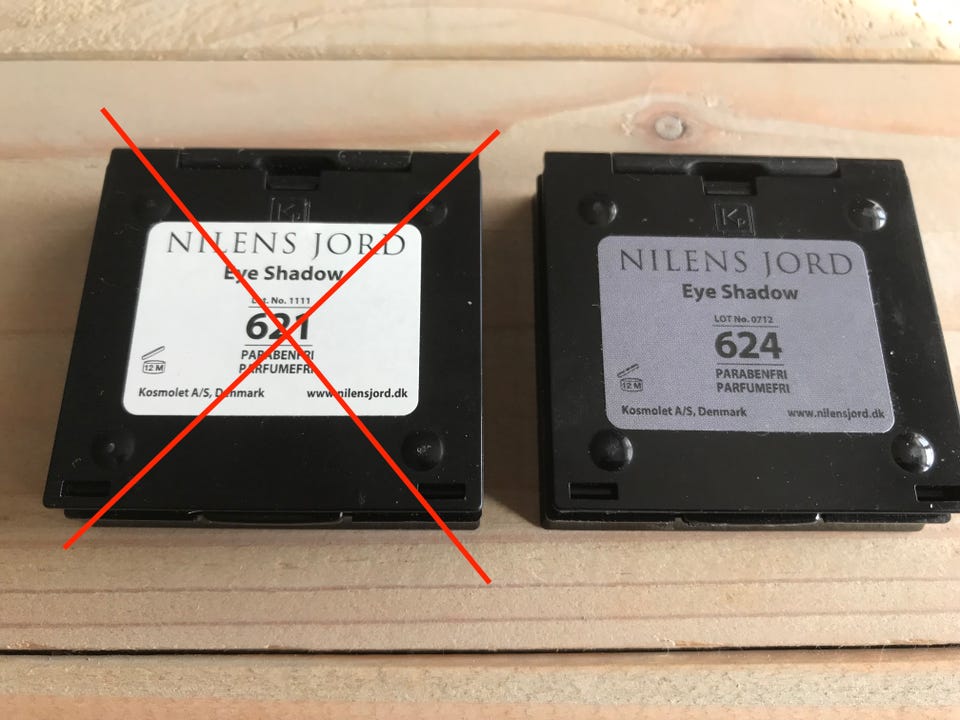 NILENS JORD
Eye Shadow
Lot. No. 1111
621
PARABENFRI
PARFUMEFRI
12 M
Kosmolet A/S, Denmark
www.nilensjord.dk
NILENS JORD
Eye Shadow
LOT No. 0712
624
PARABENFRI
PARFUMEFRI
12 M
Kosmolet A/S, Denmark
www.nilensjord.dk